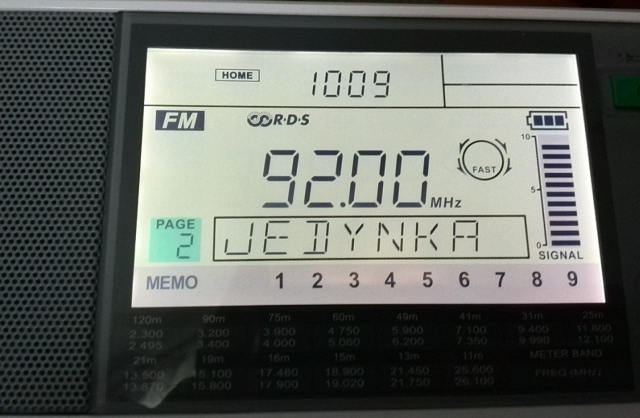 HOME 1009
FM R·D·S
10
92.00 MHz FAST
5
PAGE 2 JEDYNKA
0
SIGNAL
MEMO 1 2 3 4 5 6 7 8 9
120m 90m 75m 60m 49m 41m 31m 25m
2.300 3.200 3.900 4.750 5.900 7.100 9.400 11.600
2.495 3.400 4.000 5.060 6.200 7.350 9.990 12.100
21m 19m 16m 15m 13m 11m METER BAND
13.500 15.100 17.480 18.900 21.450 25.600 FREQ (MHz)
13.870 15.800 17.900 19.020 21.750 26.100